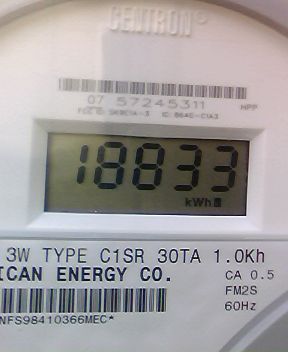 CENTRON®
07 57245311 HPP
18833
kWh
3W TYPE C1SR 30TA 1.0Kh
ICAN ENERGY CO. CA 0.5
FM2S
NFS98410366MEC* 60Hz